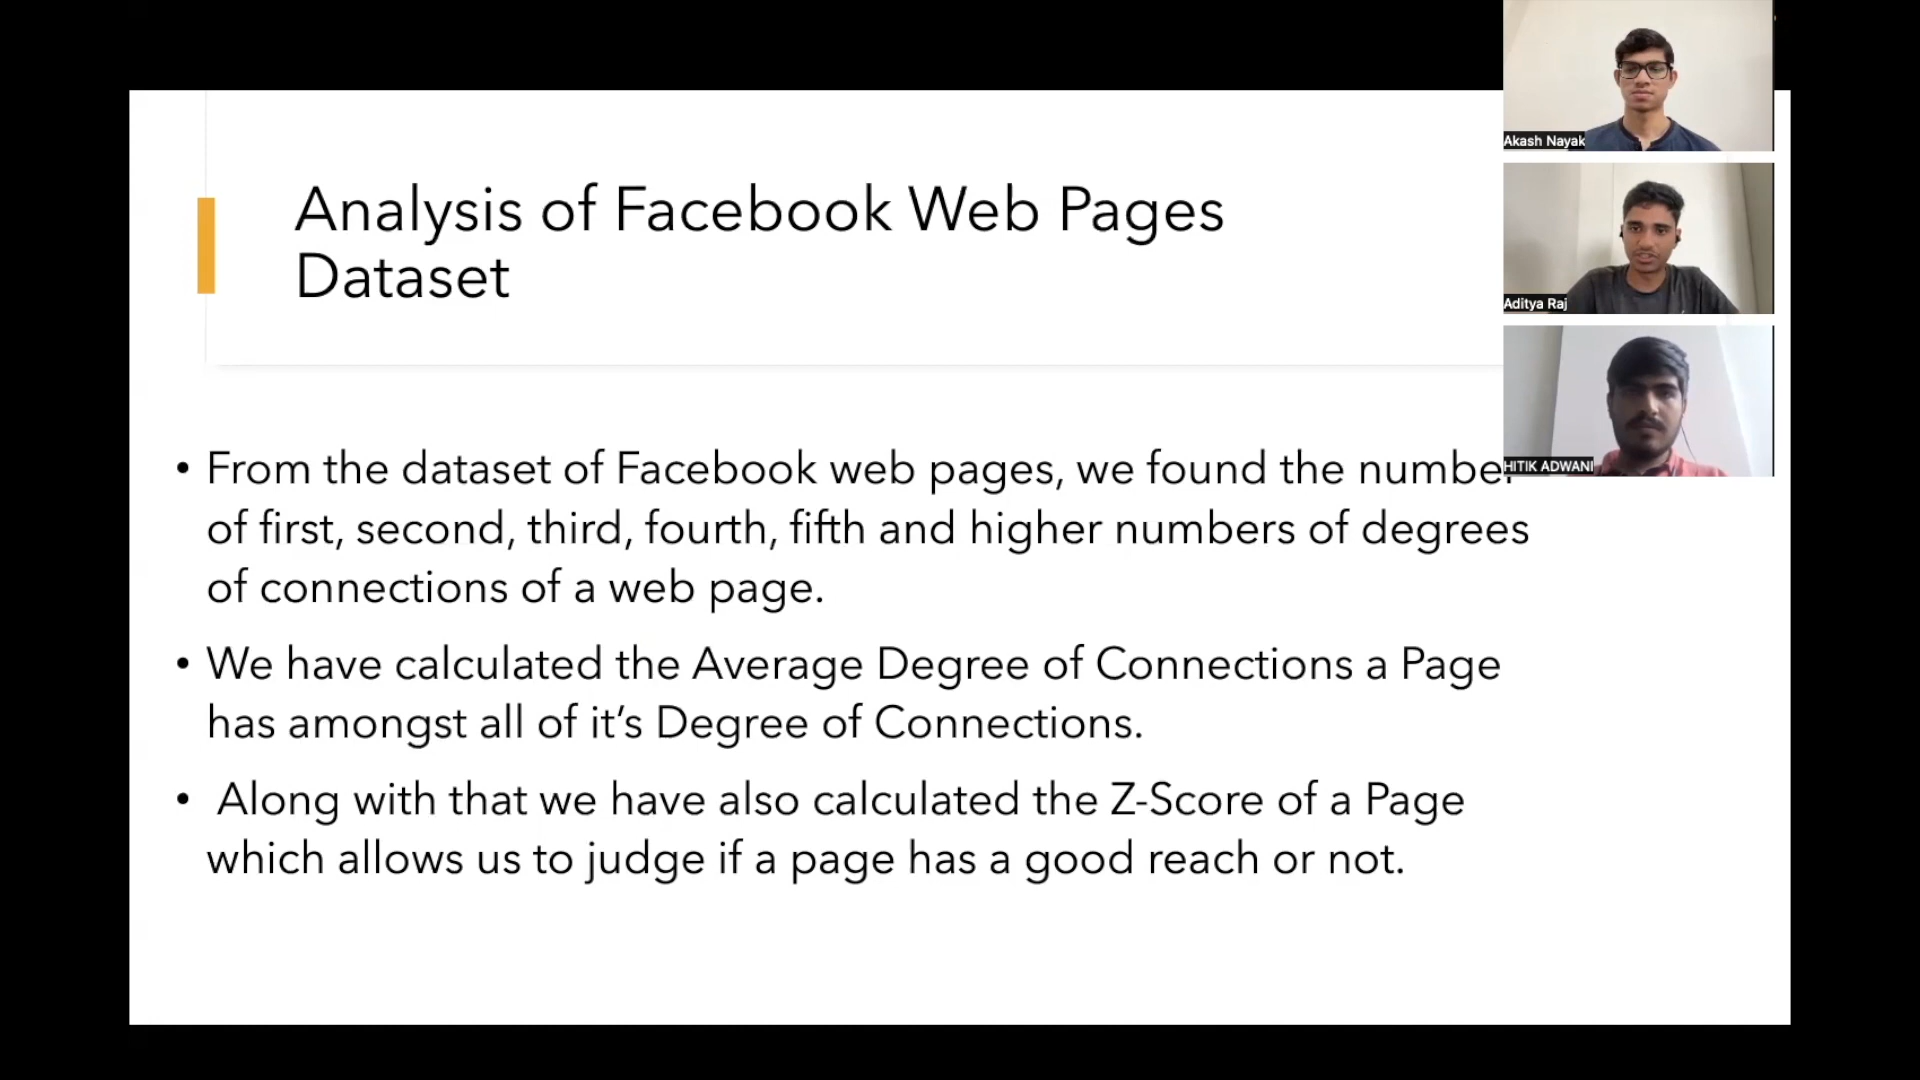 Analysis of Facebook Web Pages
Dataset
• From the dataset of Facebook web pages, we found the number
of first, second, third, fourth, fifth and higher numbers of degrees
of connections of a web page.
• We have calculated the Average Degree of Connections a Page
has amongst all of it’s Degree of Connections.
• Along with that we have also calculated the Z-Score of a Page
which allows us to judge if a page has a good reach or not.
Akash Nayak
Aditya Raj
HITIK ADWANI